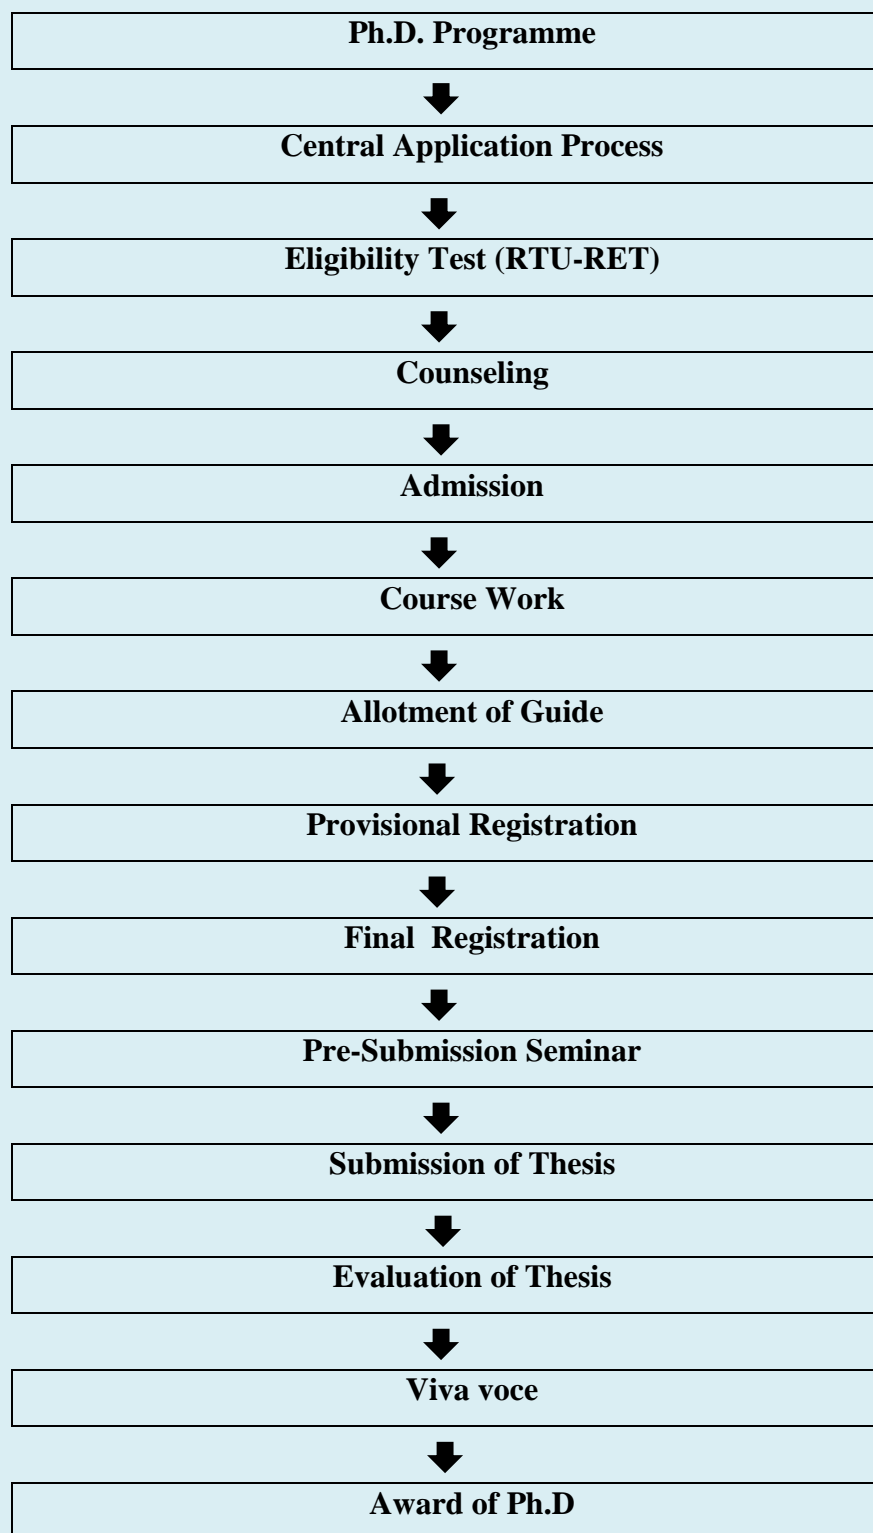 Ph.D. Programme
Central Application Process
Eligibility Test (RTU-RET)
Counseling
Admission
Course Work
Allotment of Guide
Provisional Registration
Final  Registration
Pre-Submission Seminar
Submission of Thesis
Evaluation of Thesis
Viva voce
Award of Ph.D